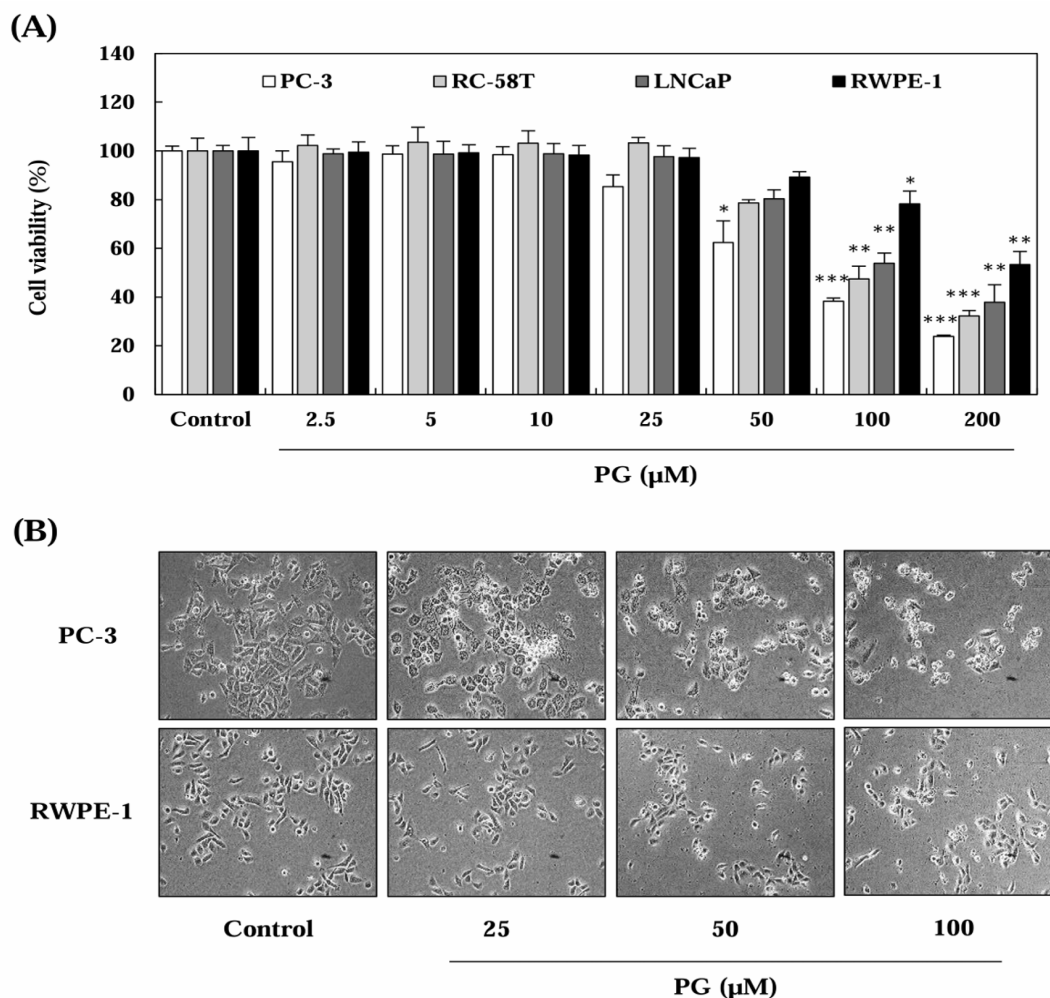 (A)
140
120
100
80
60
40
20
0
Cell viability (%)
PC-3 RC-58T LNCaP RWPE-1
* *** ** ** * *** *** ** **
Control 2.5 5 10 25 50 100 200
PG (µM)
(B)
PC-3
RWPE-1
Control 25 50 100
PG (µM)